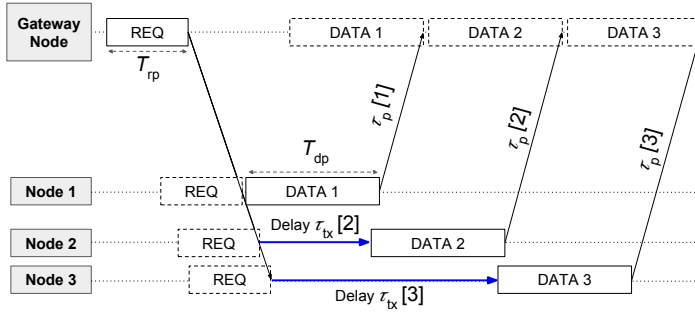 Gateway
Node
REQ
DATA 1
DATA 2
DATA 3
T_rp
τ_p [1]
τ_p [2]
τ_p [3]
T_dp
Node 1
REQ
DATA 1
Delay τ_tx [2]
Node 2
REQ
DATA 2
Node 3
REQ
DATA 3
Delay τ_tx [3]